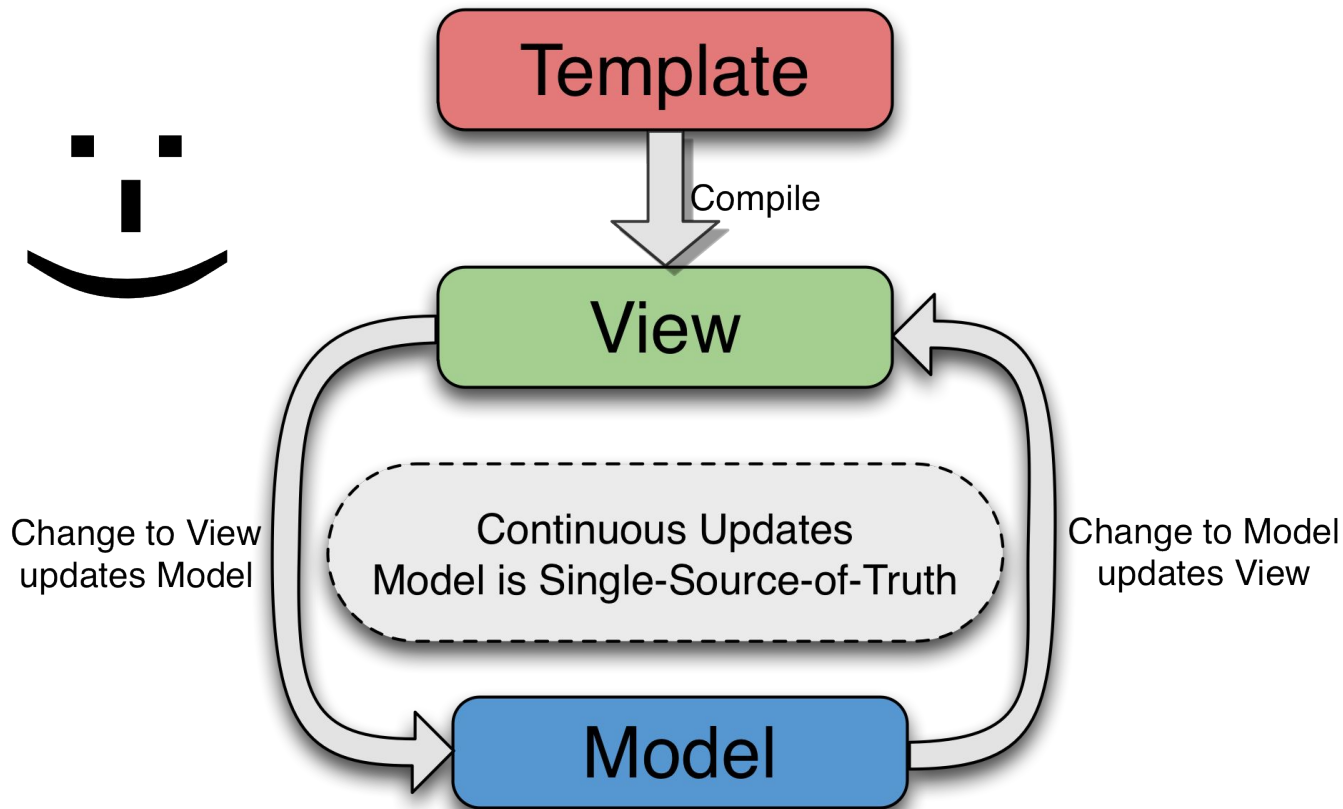 Template
Compile
View
Change to View
updates Model
Continuous Updates
Model is Single-Source-of-Truth
Change to Model
updates View
Model